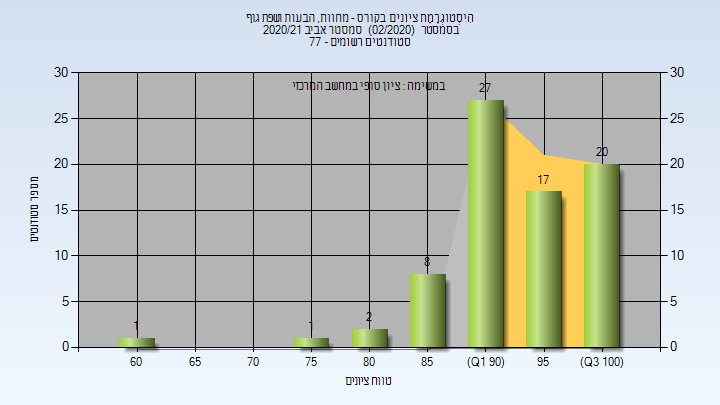 היסטוגרמת ציונים בקורס - מחוות, הבעות ושפת גוף
בסמסטר (02/2020) סמסטר אביב 2020/21
סטודנטים רשומים - 77
במשימה : ציון סופי במחשב המרכזי
מספר סטודנטים
30 30
25 25
20 20
15 15
10 10
5 5
0 0
1 1 2 8 27 17 20
60 65 70 75 80 85 (Q1 90) 95 (Q3 100)
טווח ציונים